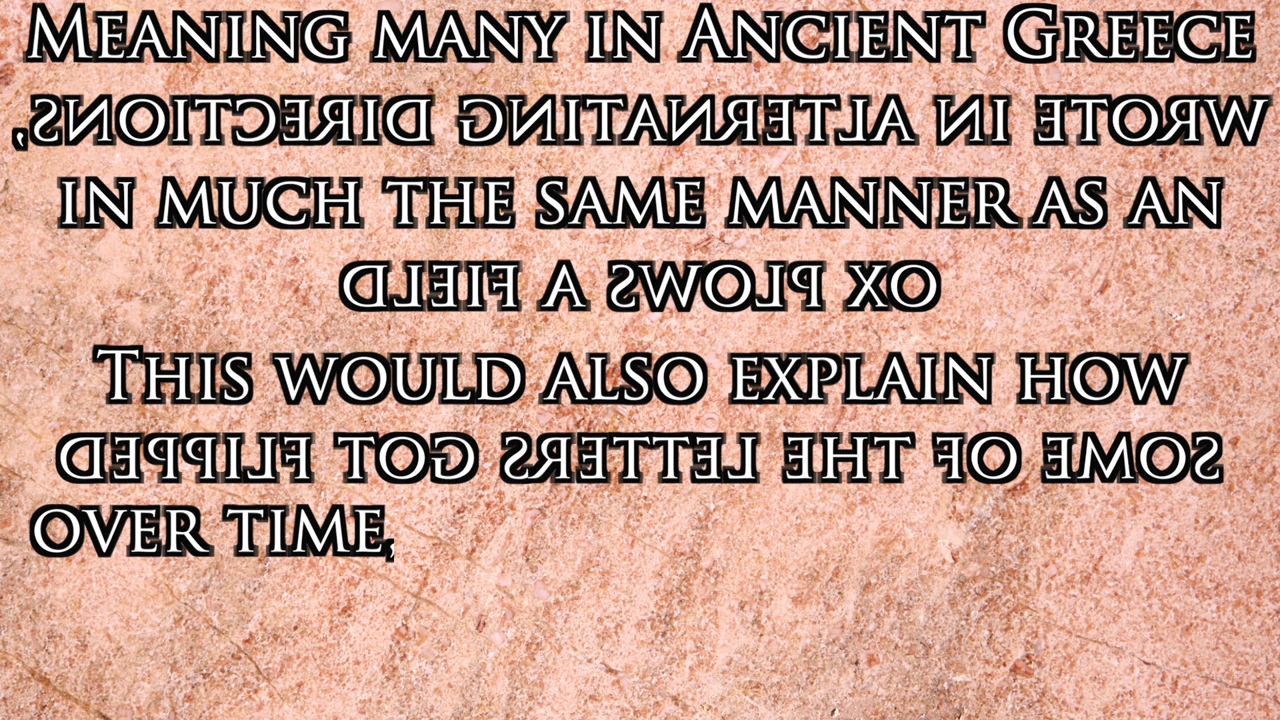 Meaning many in Ancient Greece
wrote in alternating directions,
in much the same manner as an
ox plows a field
This would also explain how
some of the letters got flipped
over time,